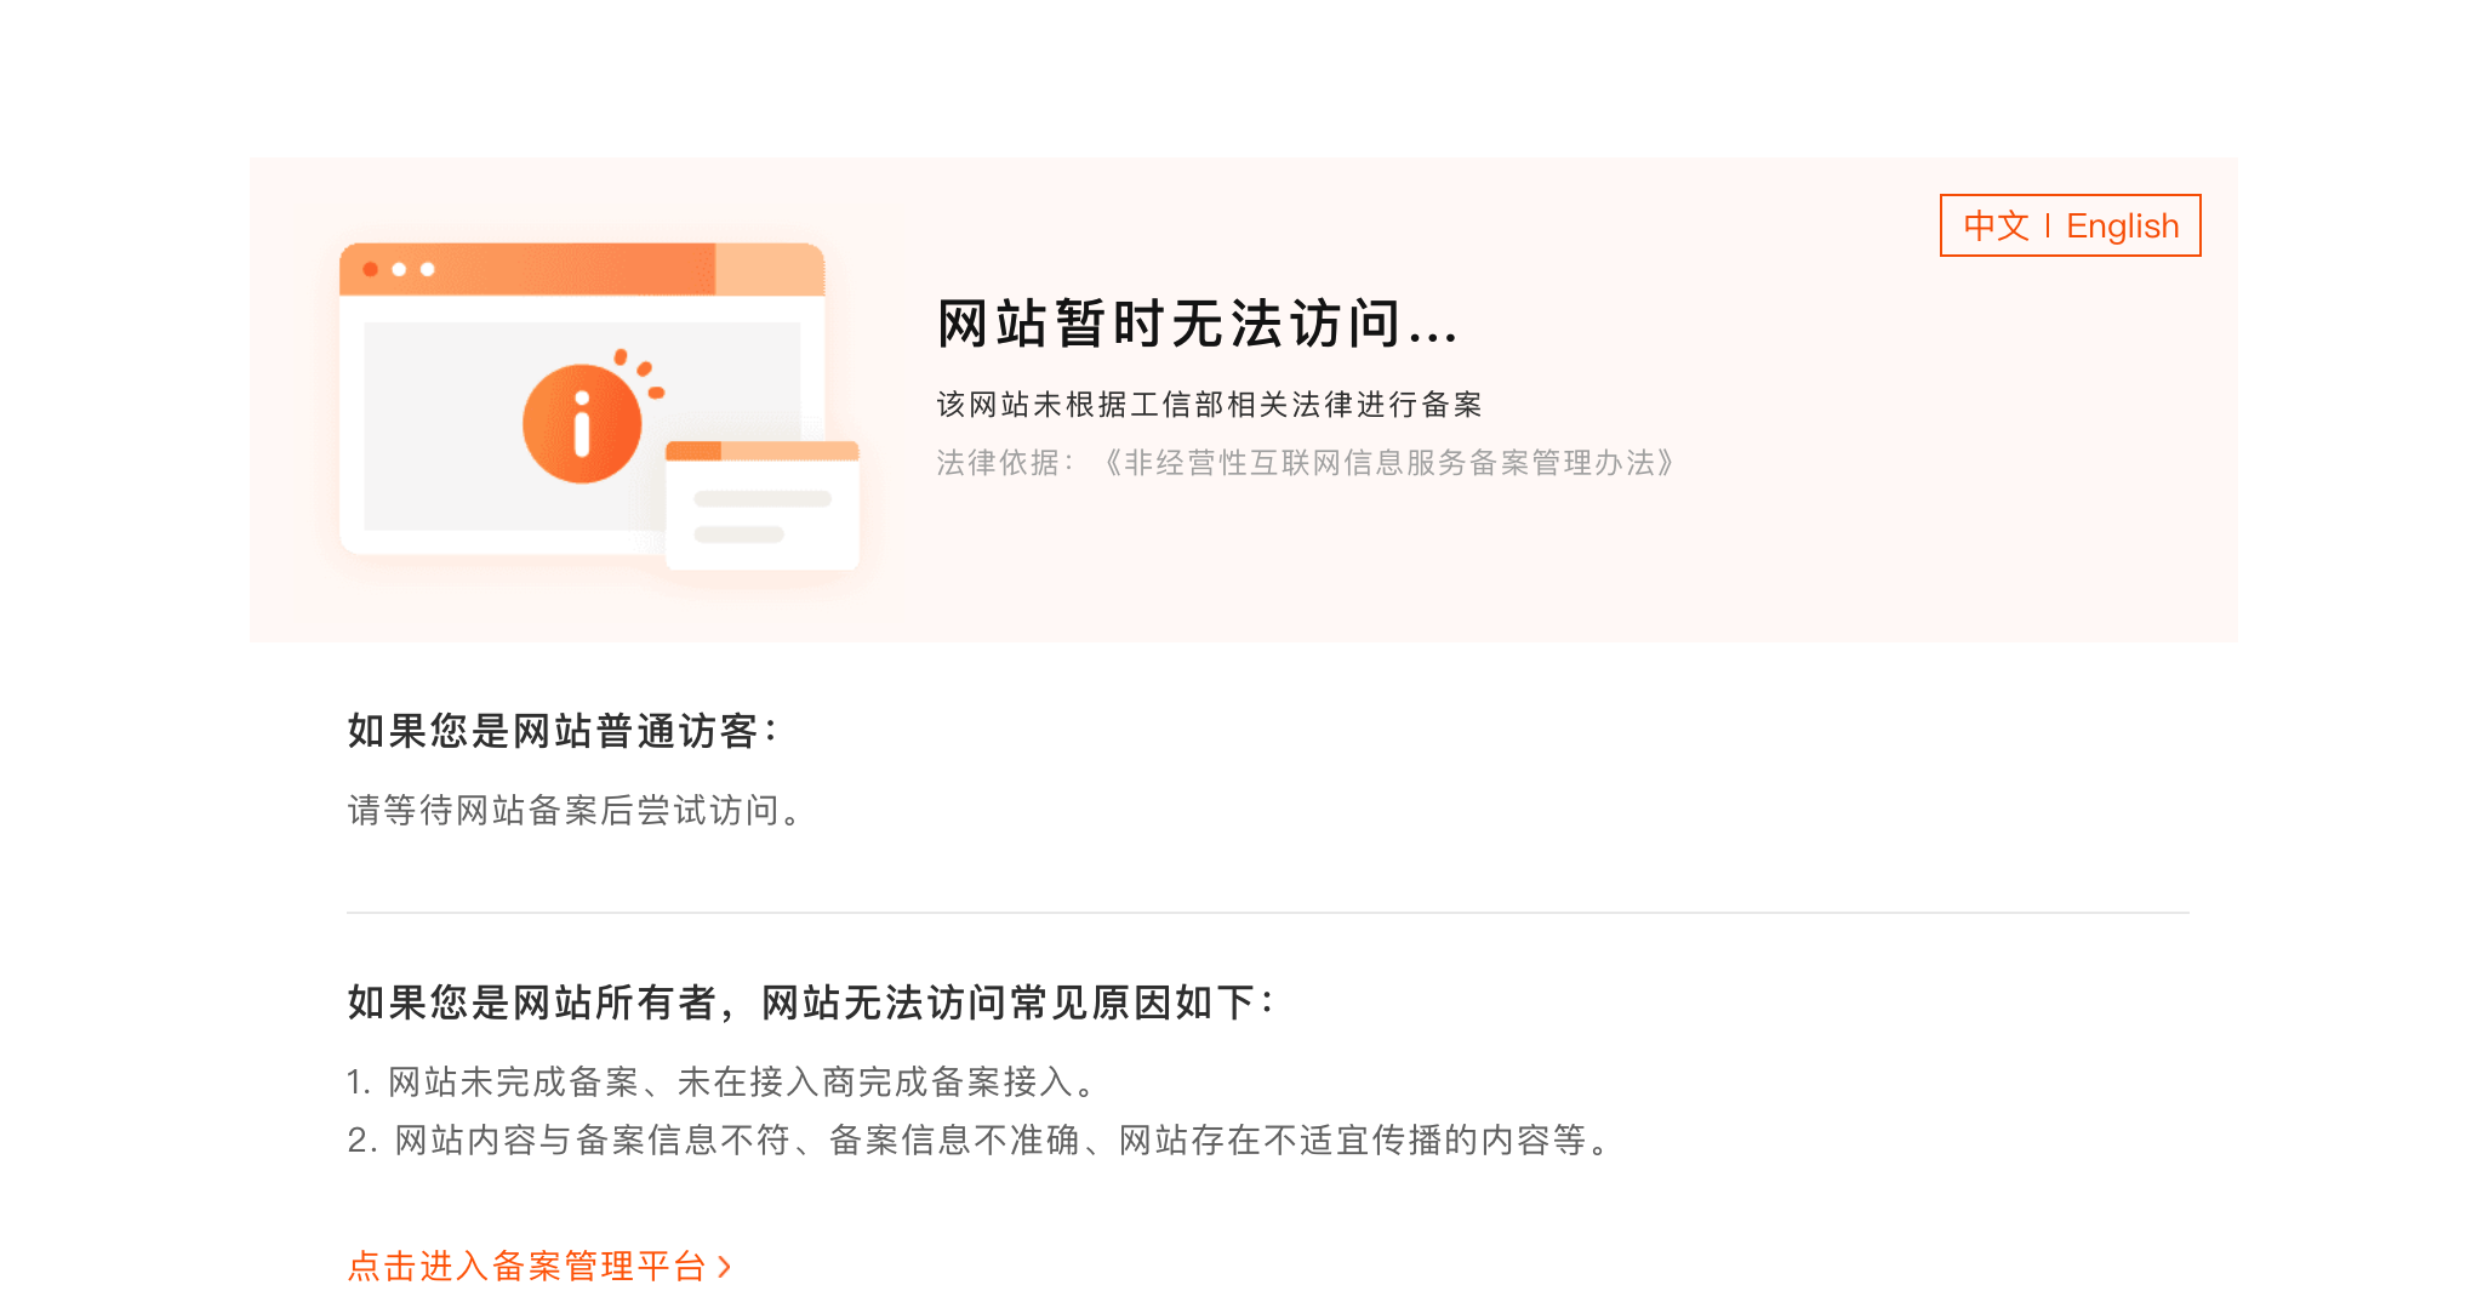 中文 | English
网站暂时无法访问...
该网站未根据工信部相关法律进行备案
法律依据：《非经营性互联网信息服务备案管理办法》
如果您是网站普通访客：
请等待网站备案后尝试访问。
如果您是网站所有者，网站无法访问常见原因如下：
1. 网站未完成备案、未在接入商完成备案接入。
2. 网站内容与备案信息不符、备案信息不准确、网站存在不适宜传播的内容等。
点击进入备案管理平台 >